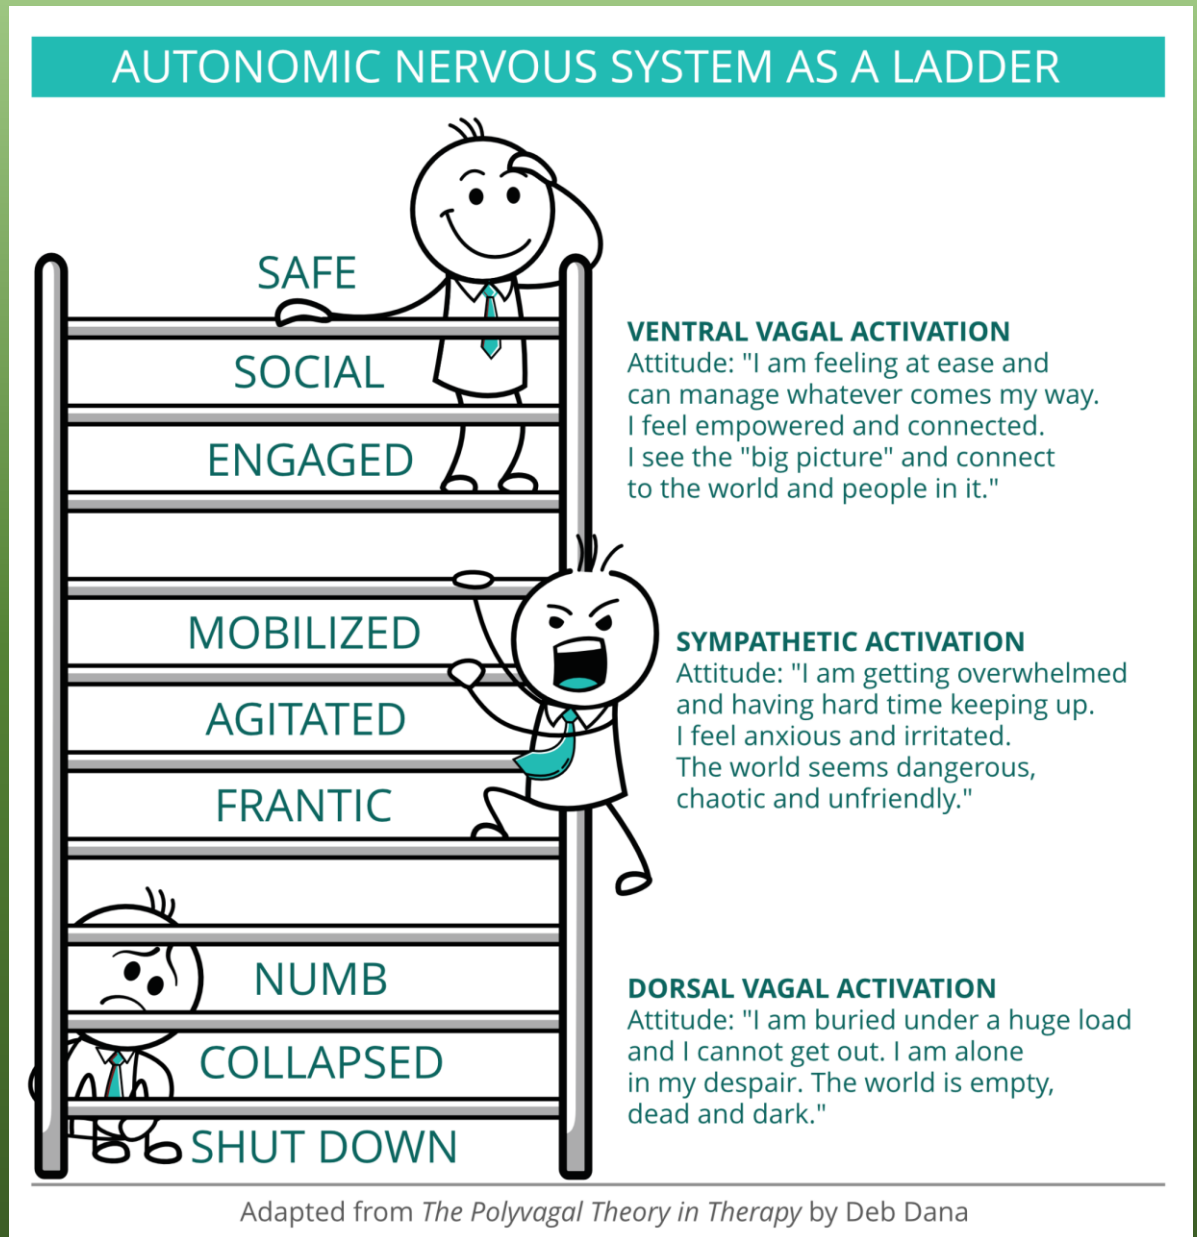 AUTONOMIC NERVOUS SYSTEM AS A LADDER
SAFE
SOCIAL
ENGAGED
VENTRAL VAGAL ACTIVATION
Attitude: "I am feeling at ease and
can manage whatever comes my way.
I feel empowered and connected.
I see the "big picture" and connect
to the world and people in it."
MOBILIZED
AGITATED
FRANTIC
SYMPATHETIC ACTIVATION
Attitude: "I am getting overwhelmed
and having hard time keeping up.
I feel anxious and irritated.
The world seems dangerous,
chaotic and unfriendly."
NUMB
COLLAPSED
SHUT DOWN
DORSAL VAGAL ACTIVATION
Attitude: "I am buried under a huge load
and I cannot get out. I am alone
in my despair. The world is empty,
dead and dark."
Adapted from The Polyvagal Theory in Therapy by Deb Dana